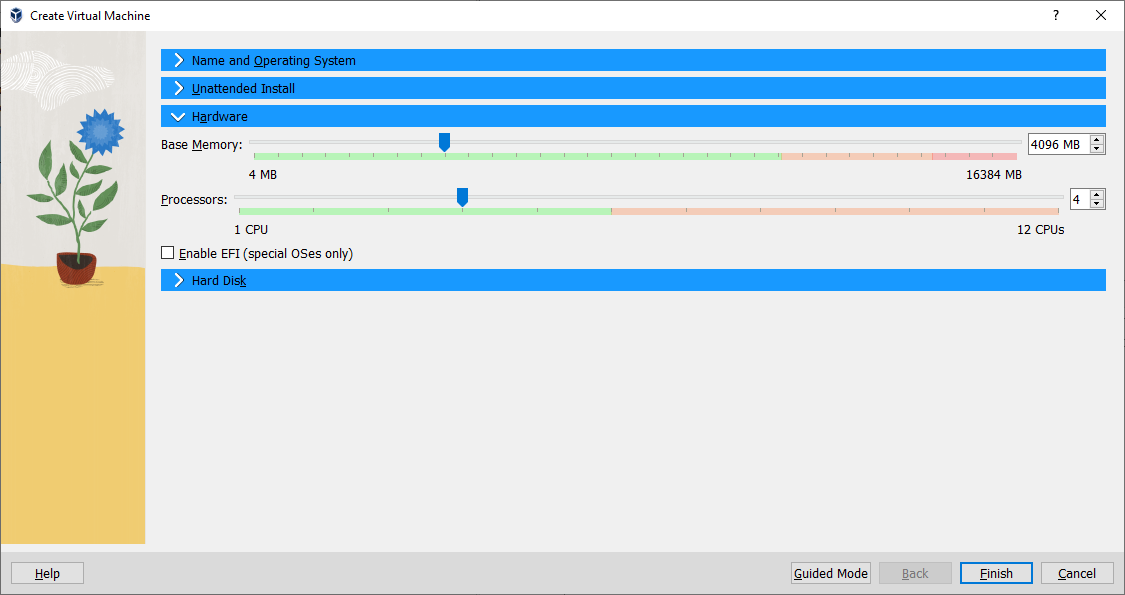 Create Virtual Machine
?
Name and Operating System
Unattended Install
Hardware
Base Memory: 4096 MB
4 MB 16384 MB
Processors: 4
1 CPU 12 CPUs
Enable EFI (special OSes only)
Hard Disk
Help Guided Mode Back Finish Cancel